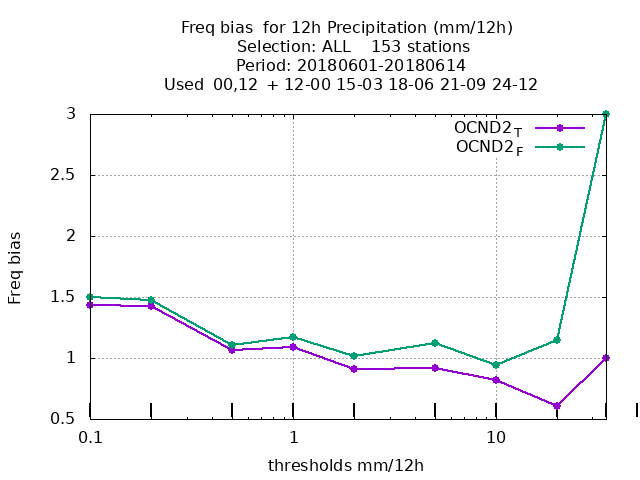 Freq bias  for 12h Precipitation (mm/12h)
Selection: ALL    153 stations
Period: 20180601-20180614
Used  00,12  + 12-00 15-03 18-06 21-09 24-12
OCND2_T
OCND2_F
3
2.5
2
1.5
1
0.5
Freq bias
0.1 1 10
thresholds mm/12h